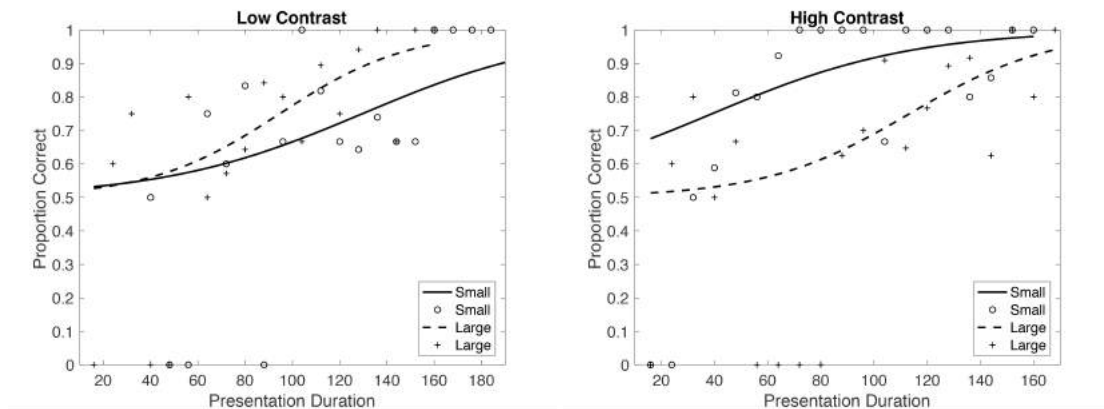 Low Contrast
1
0.9
0.8
0.7
0.6
0.5
0.4
0.3
0.2
0.1
0
Proportion Correct
20 40 60 80 100 120 140 160 180
Presentation Duration
Small
Small
Large
Large
High Contrast
1
0.9
0.8
0.7
0.6
0.5
0.4
0.3
0.2
0.1
0
Proportion Correct
20 40 60 80 100 120 140 160
Presentation Duration
Small
Small
Large
Large